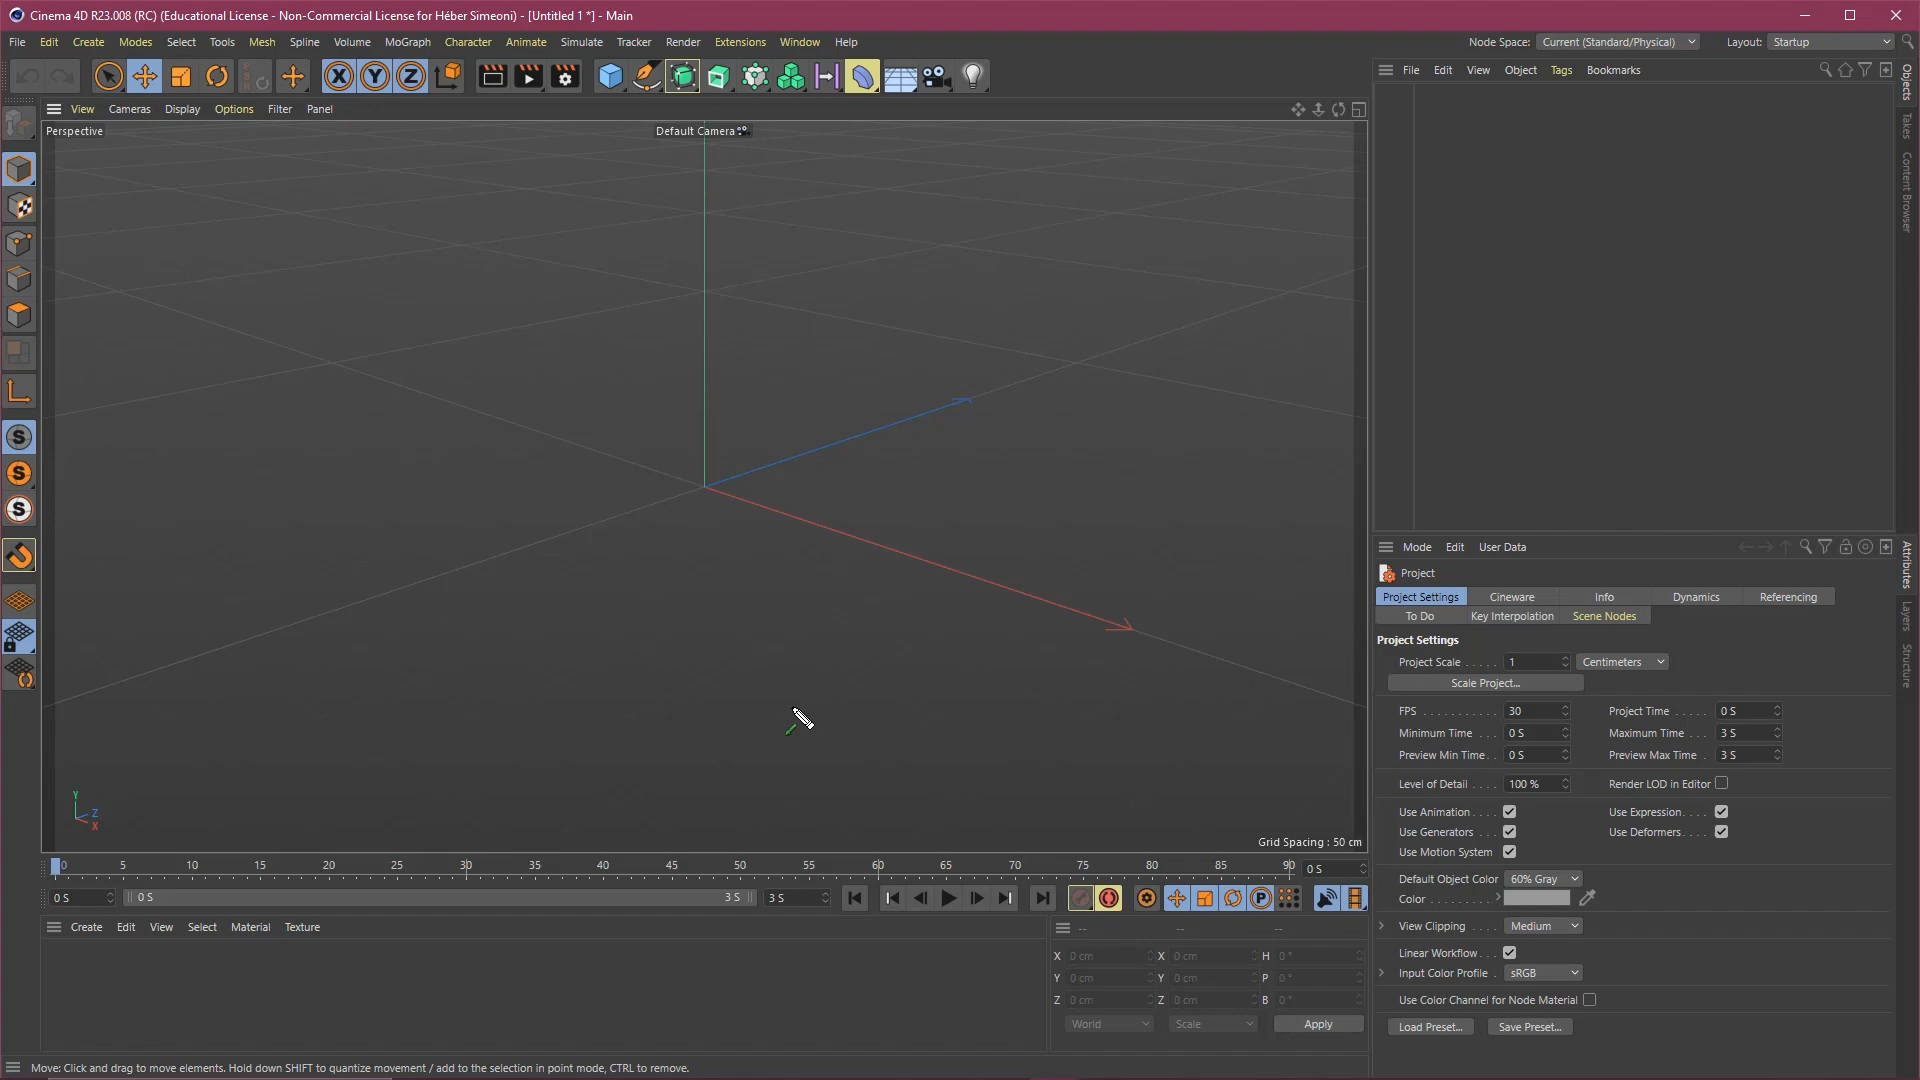 Cinema 4D R23.008 (RC) (Educational License - Non-Commercial License for Héber Simeoni) - [Untitled 1 *] - Main
File Edit Create Modes Select Tools Mesh Spline Volume MoGraph Character Animate Simulate Tracker Render Extensions Window Help Node Space: Current (Standard/Physical) Layout: Startup
X Y Z
File Edit View Object Tags Bookmarks
Objects
Takes
Content Browser
View Cameras Display Options Filter Panel
Perspective
Default Camera
S
S
S
Y
Z
X
Grid Spacing : 50 cm
Mode Edit User Data
Attributes
Layers
Structure
Project
Project Settings Cineware Info Dynamics Referencing
To Do Key Interpolation Scene Nodes
Project Settings
Project Scale . . . . . 1 Centimeters
Scale Project...
FPS . . . . . . . . . . . 30 Project Time . . . . . 0 S
Minimum Time . . . 0 S Maximum Time . . . 3 S
Preview Min Time . . 0 S Preview Max Time . 3 S
Level of Detail . . . . 100 % Render LOD in Editor
Use Animation . . . . Use Expression . . . .
Use Generators . . . Use Deformers . . . .
Use Motion System
Default Object Color 60% Gray
Color . . . . . . . . .
View Clipping . . . . Medium
Linear Workflow . . .
Input Color Profile . sRGB
Use Color Channel for Node Material
Load Preset... Save Preset...
0 5 10 15 20 25 30 35 40 45 50 55 60 65 70 75 80 85 90 0 S
0 S 0 S 3 S 3 S P
Create Edit View Select Material Texture
-- -- --
X 0 cm X 0 cm H 0 °
Y 0 cm Y 0 cm P 0 °
Z 0 cm Z 0 cm B 0 °
World Scale Apply
Move: Click and drag to move elements. Hold down SHIFT to quantize movement / add to the selection in point mode, CTRL to remove.